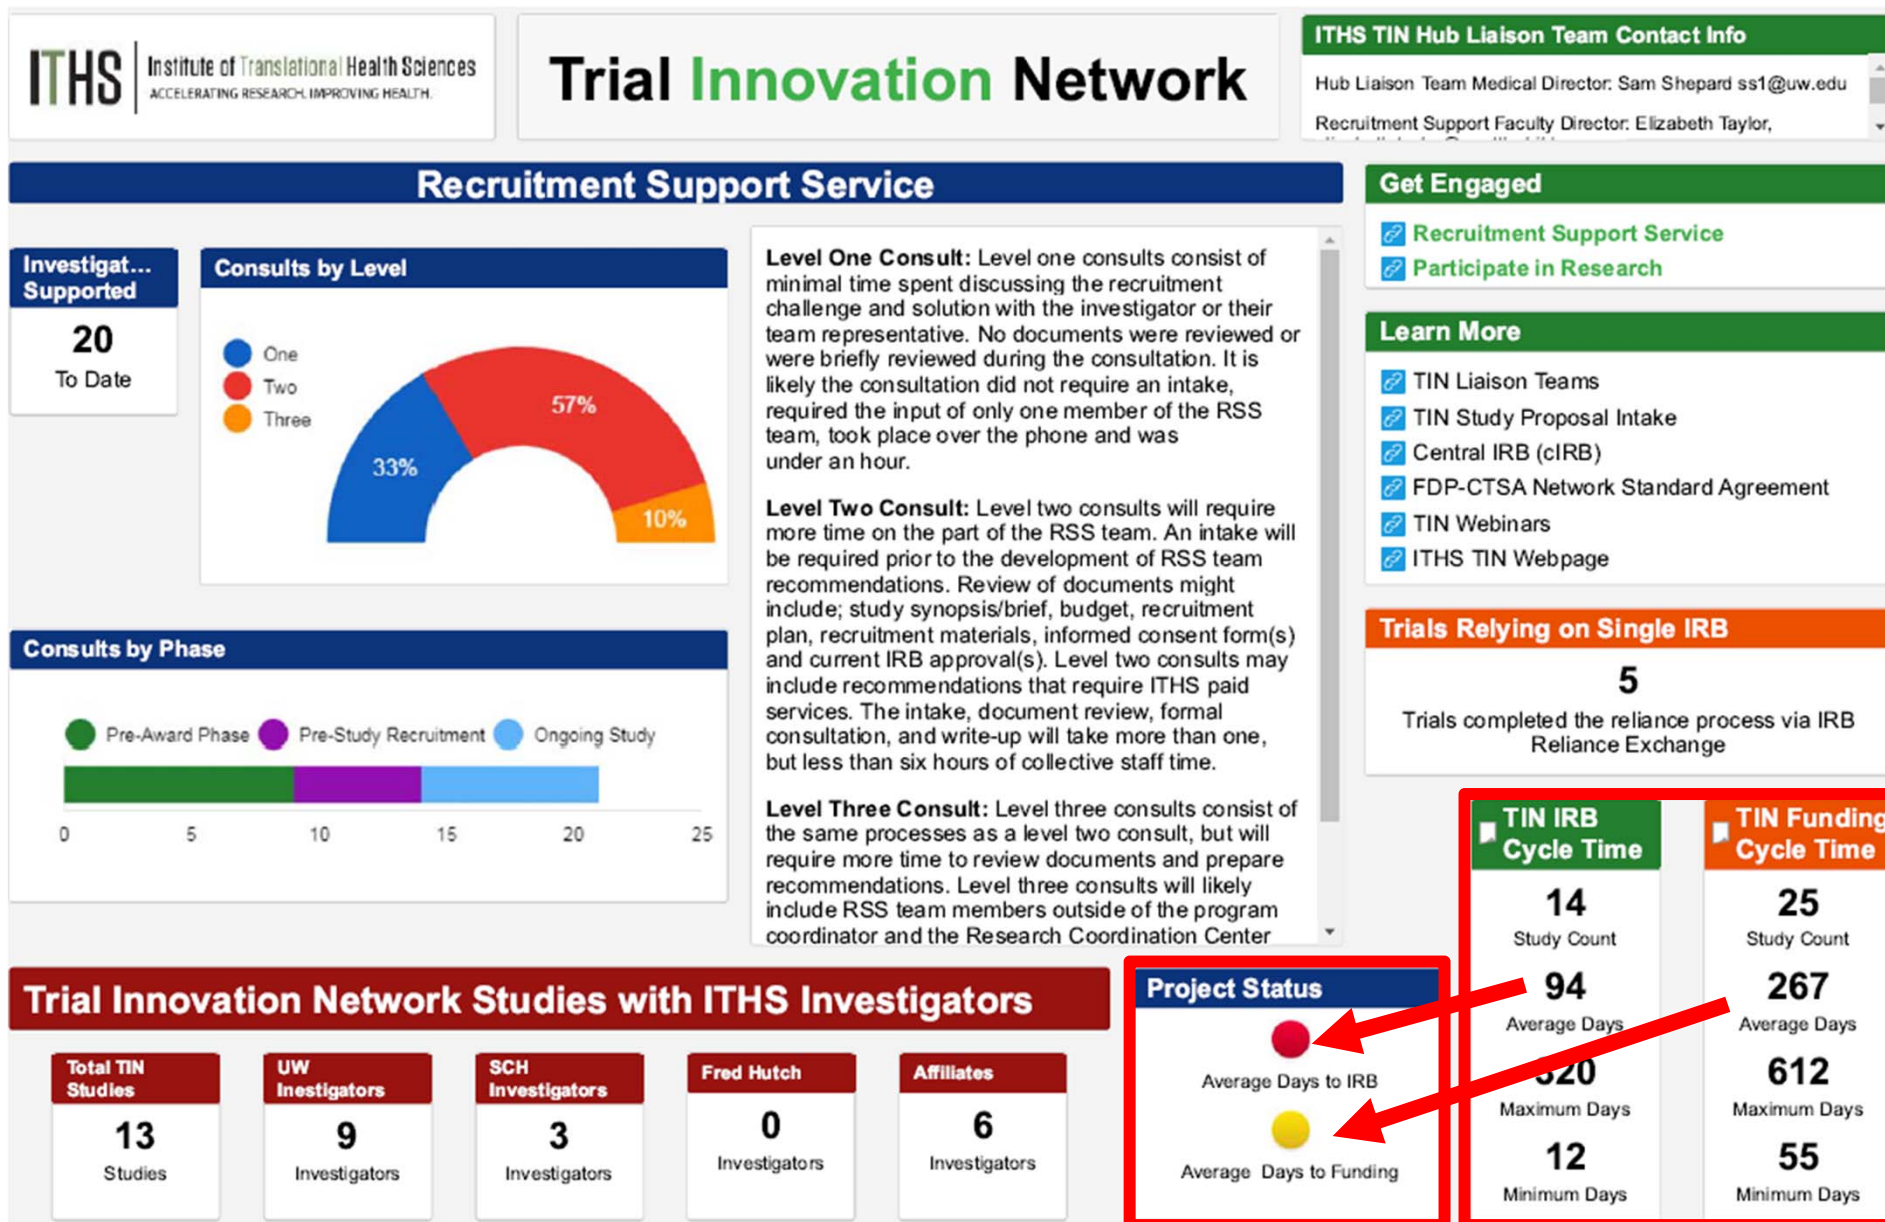 ITHS
Institute of Translational Health Sciences
ACCELERATING RESEARCH. IMPROVING HEALTH.
Trial Innovation Network
ITHS TIN Hub Liaison Team Contact Info
Hub Liaison Team Medical Director: Sam Shepard ss1@uw.edu
Recruitment Support Faculty Director: Elizabeth Taylor,
Recruitment Support Service
Investigat...
Supported
20
To Date
Consults by Level
One
Two
Three
33%
57%
10%
Consults by Phase
Pre-Award Phase Pre-Study Recruitment Ongoing Study
0 5 10 15 20 25
Level One Consult: Level one consults consist of
minimal time spent discussing the recruitment
challenge and solution with the investigator or their
team representative. No documents were reviewed or
were briefly reviewed during the consultation. It is
likely the consultation did not require an intake,
required the input of only one member of the RSS
team, took place over the phone and was
under an hour.
Level Two Consult: Level two consults will require
more time on the part of the RSS team. An intake will
be required prior to the development of RSS team
recommendations. Review of documents might
include; study synopsis/brief, budget, recruitment
plan, recruitment materials, informed consent form(s)
and current IRB approval(s). Level two consults may
include recommendations that require ITHS paid
services. The intake, document review, formal
consultation, and write-up will take more than one,
but less than six hours of collective staff time.
Level Three Consult: Level three consults consist of
the same processes as a level two consult, but will
require more time to review documents and prepare
recommendations. Level three consults will likely
include RSS team members outside of the program
coordinator and the Research Coordination Center
Get Engaged
Recruitment Support Service
Participate in Research
Learn More
TIN Liaison Teams
TIN Study Proposal Intake
Central IRB (cIRB)
FDP-CTSA Network Standard Agreement
TIN Webinars
ITHS TIN Webpage
Trials Relying on Single IRB
5
Trials completed the reliance process via IRB
Reliance Exchange
Trial Innovation Network Studies with ITHS Investigators
Total TIN
Studies
13
Studies
UW
Inestigators
9
Investigators
SCH
Investigators
3
Investigators
Fred Hutch
0
Investigators
Affiliates
6
Investigators
Project Status
Average Days to IRB
Average Days to Funding
TIN IRB
Cycle Time
14
Study Count
94
Average Days
320
Maximum Days
12
Minimum Days
TIN Funding
Cycle Time
25
Study Count
267
Average Days
612
Maximum Days
55
Minimum Days